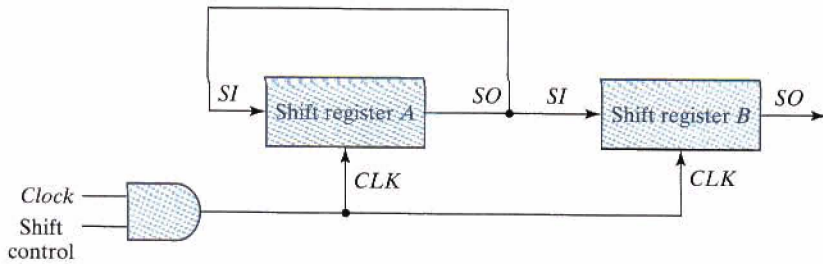 SI
Shift register A
SO
SI
Shift register B
SO
CLK
CLK
Clock
Shift
control